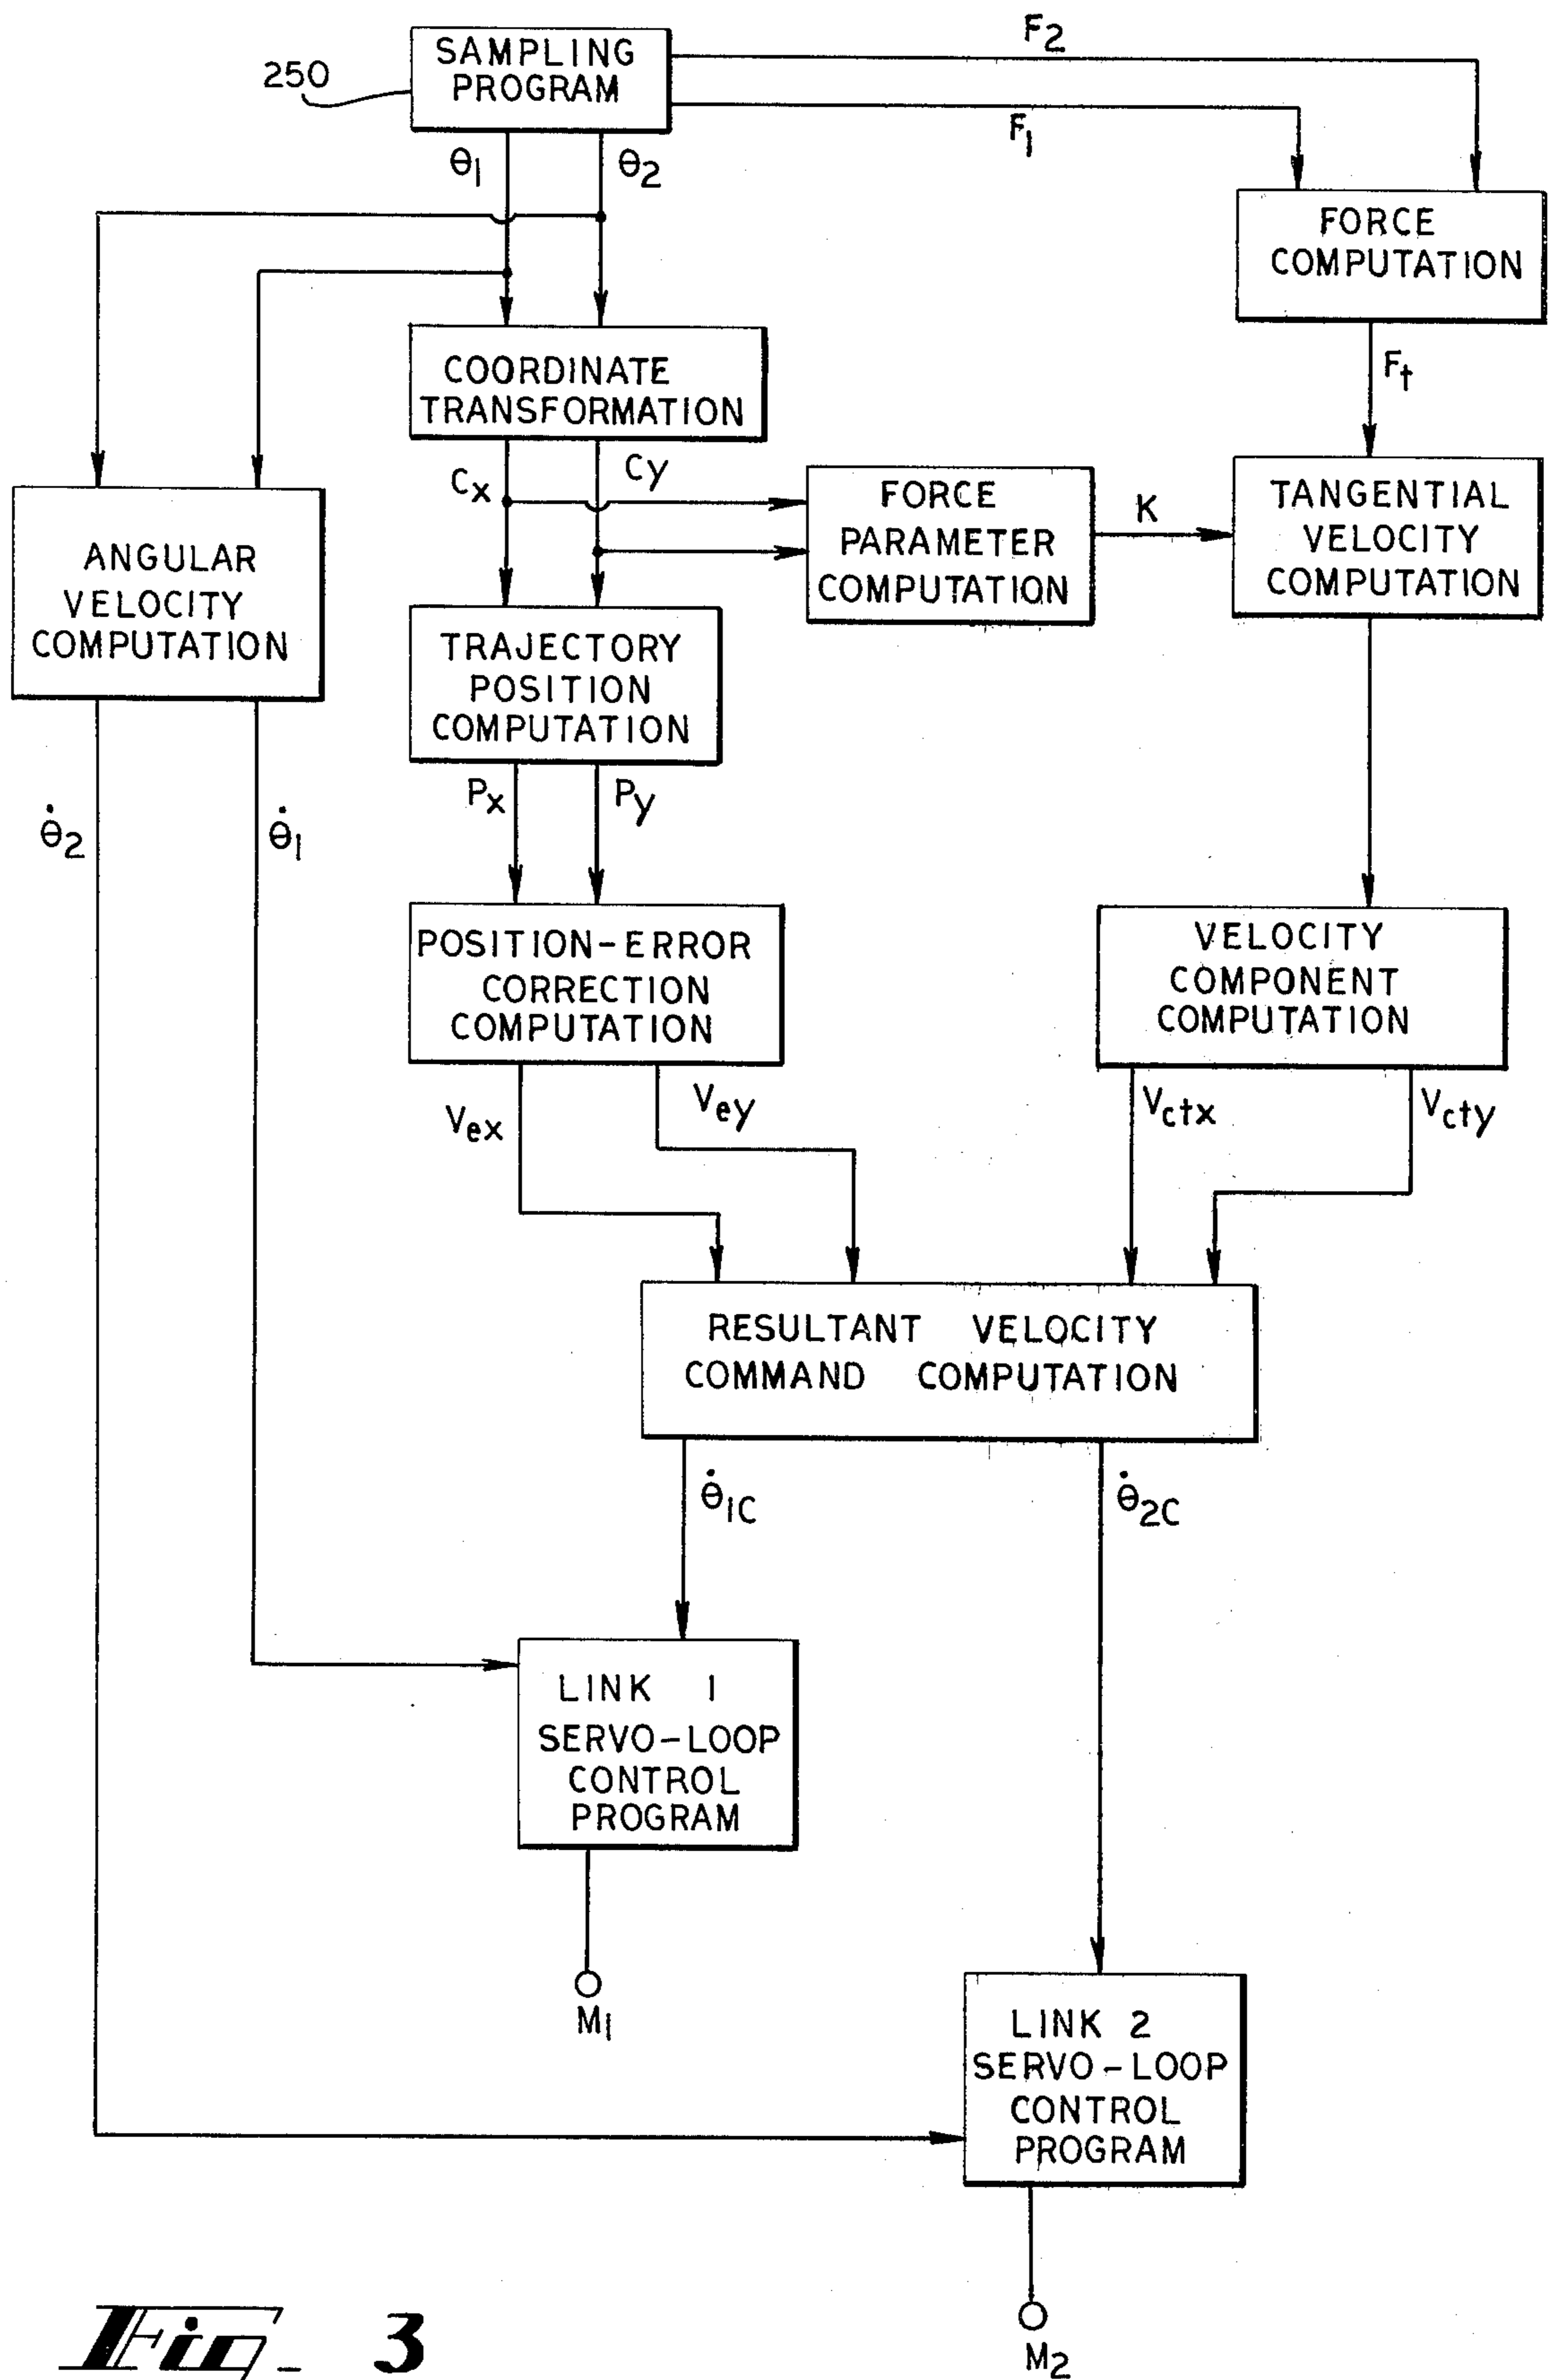 F2
SAMPLING
PROGRAM
250
F1
θ1
θ2
FORCE
COMPUTATION
COORDINATE
TRANSFORMATION
Ft
Cx
Cy
FORCE
PARAMETER
COMPUTATION
K
TANGENTIAL
VELOCITY
COMPUTATION
ANGULAR
VELOCITY
COMPUTATION
TRAJECTORY
POSITION
COMPUTATION
Px
Py
θ̇2
θ̇1
POSITION-ERROR
CORRECTION
COMPUTATION
VELOCITY
COMPONENT
COMPUTATION
Vex
Vey
Vctx
Vcty
RESULTANT VELOCITY
COMMAND COMPUTATION
θ̇1C
θ̇2C
LINK 1
SERVO-LOOP
CONTROL
PROGRAM
M1
LINK 2
SERVO-LOOP
CONTROL
PROGRAM
M2
Fig. 3